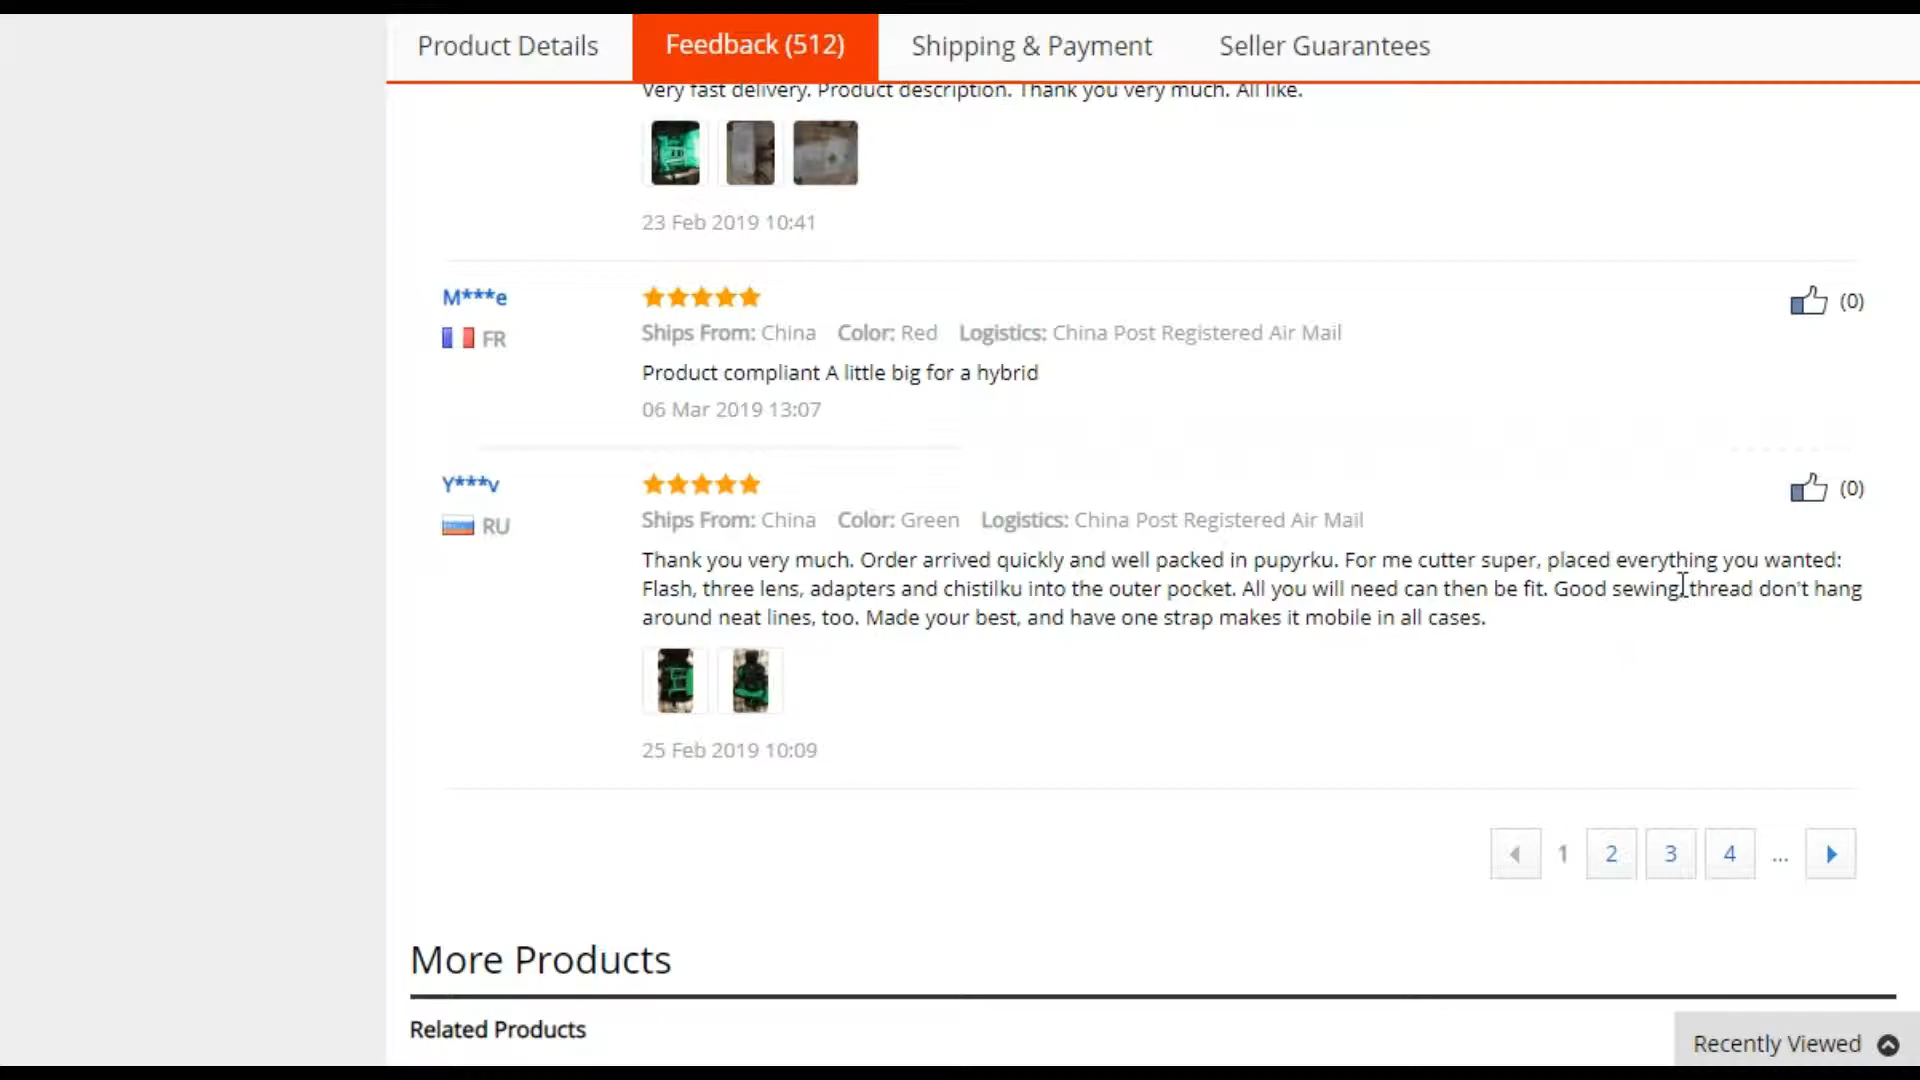 Product Details Feedback (512) Shipping & Payment Seller Guarantees
Very fast delivery. Product description. Thank you very much. All like.
23 Feb 2019 10:41
M***e (0)
FR Ships From: China Color: Red Logistics: China Post Registered Air Mail
Product compliant A little big for a hybrid
06 Mar 2019 13:07
Y***v (0)
RU Ships From: China Color: Green Logistics: China Post Registered Air Mail
Thank you very much. Order arrived quickly and well packed in pupyrku. For me cutter super, placed everything you wanted:
Flash, three lens, adapters and chistilku into the outer pocket. All you will need can then be fit. Good sewing, thread don't hang
around neat lines, too. Made your best, and have one strap makes it mobile in all cases.
25 Feb 2019 10:09
1 2 3 4 ...
More Products
Related Products
Recently Viewed